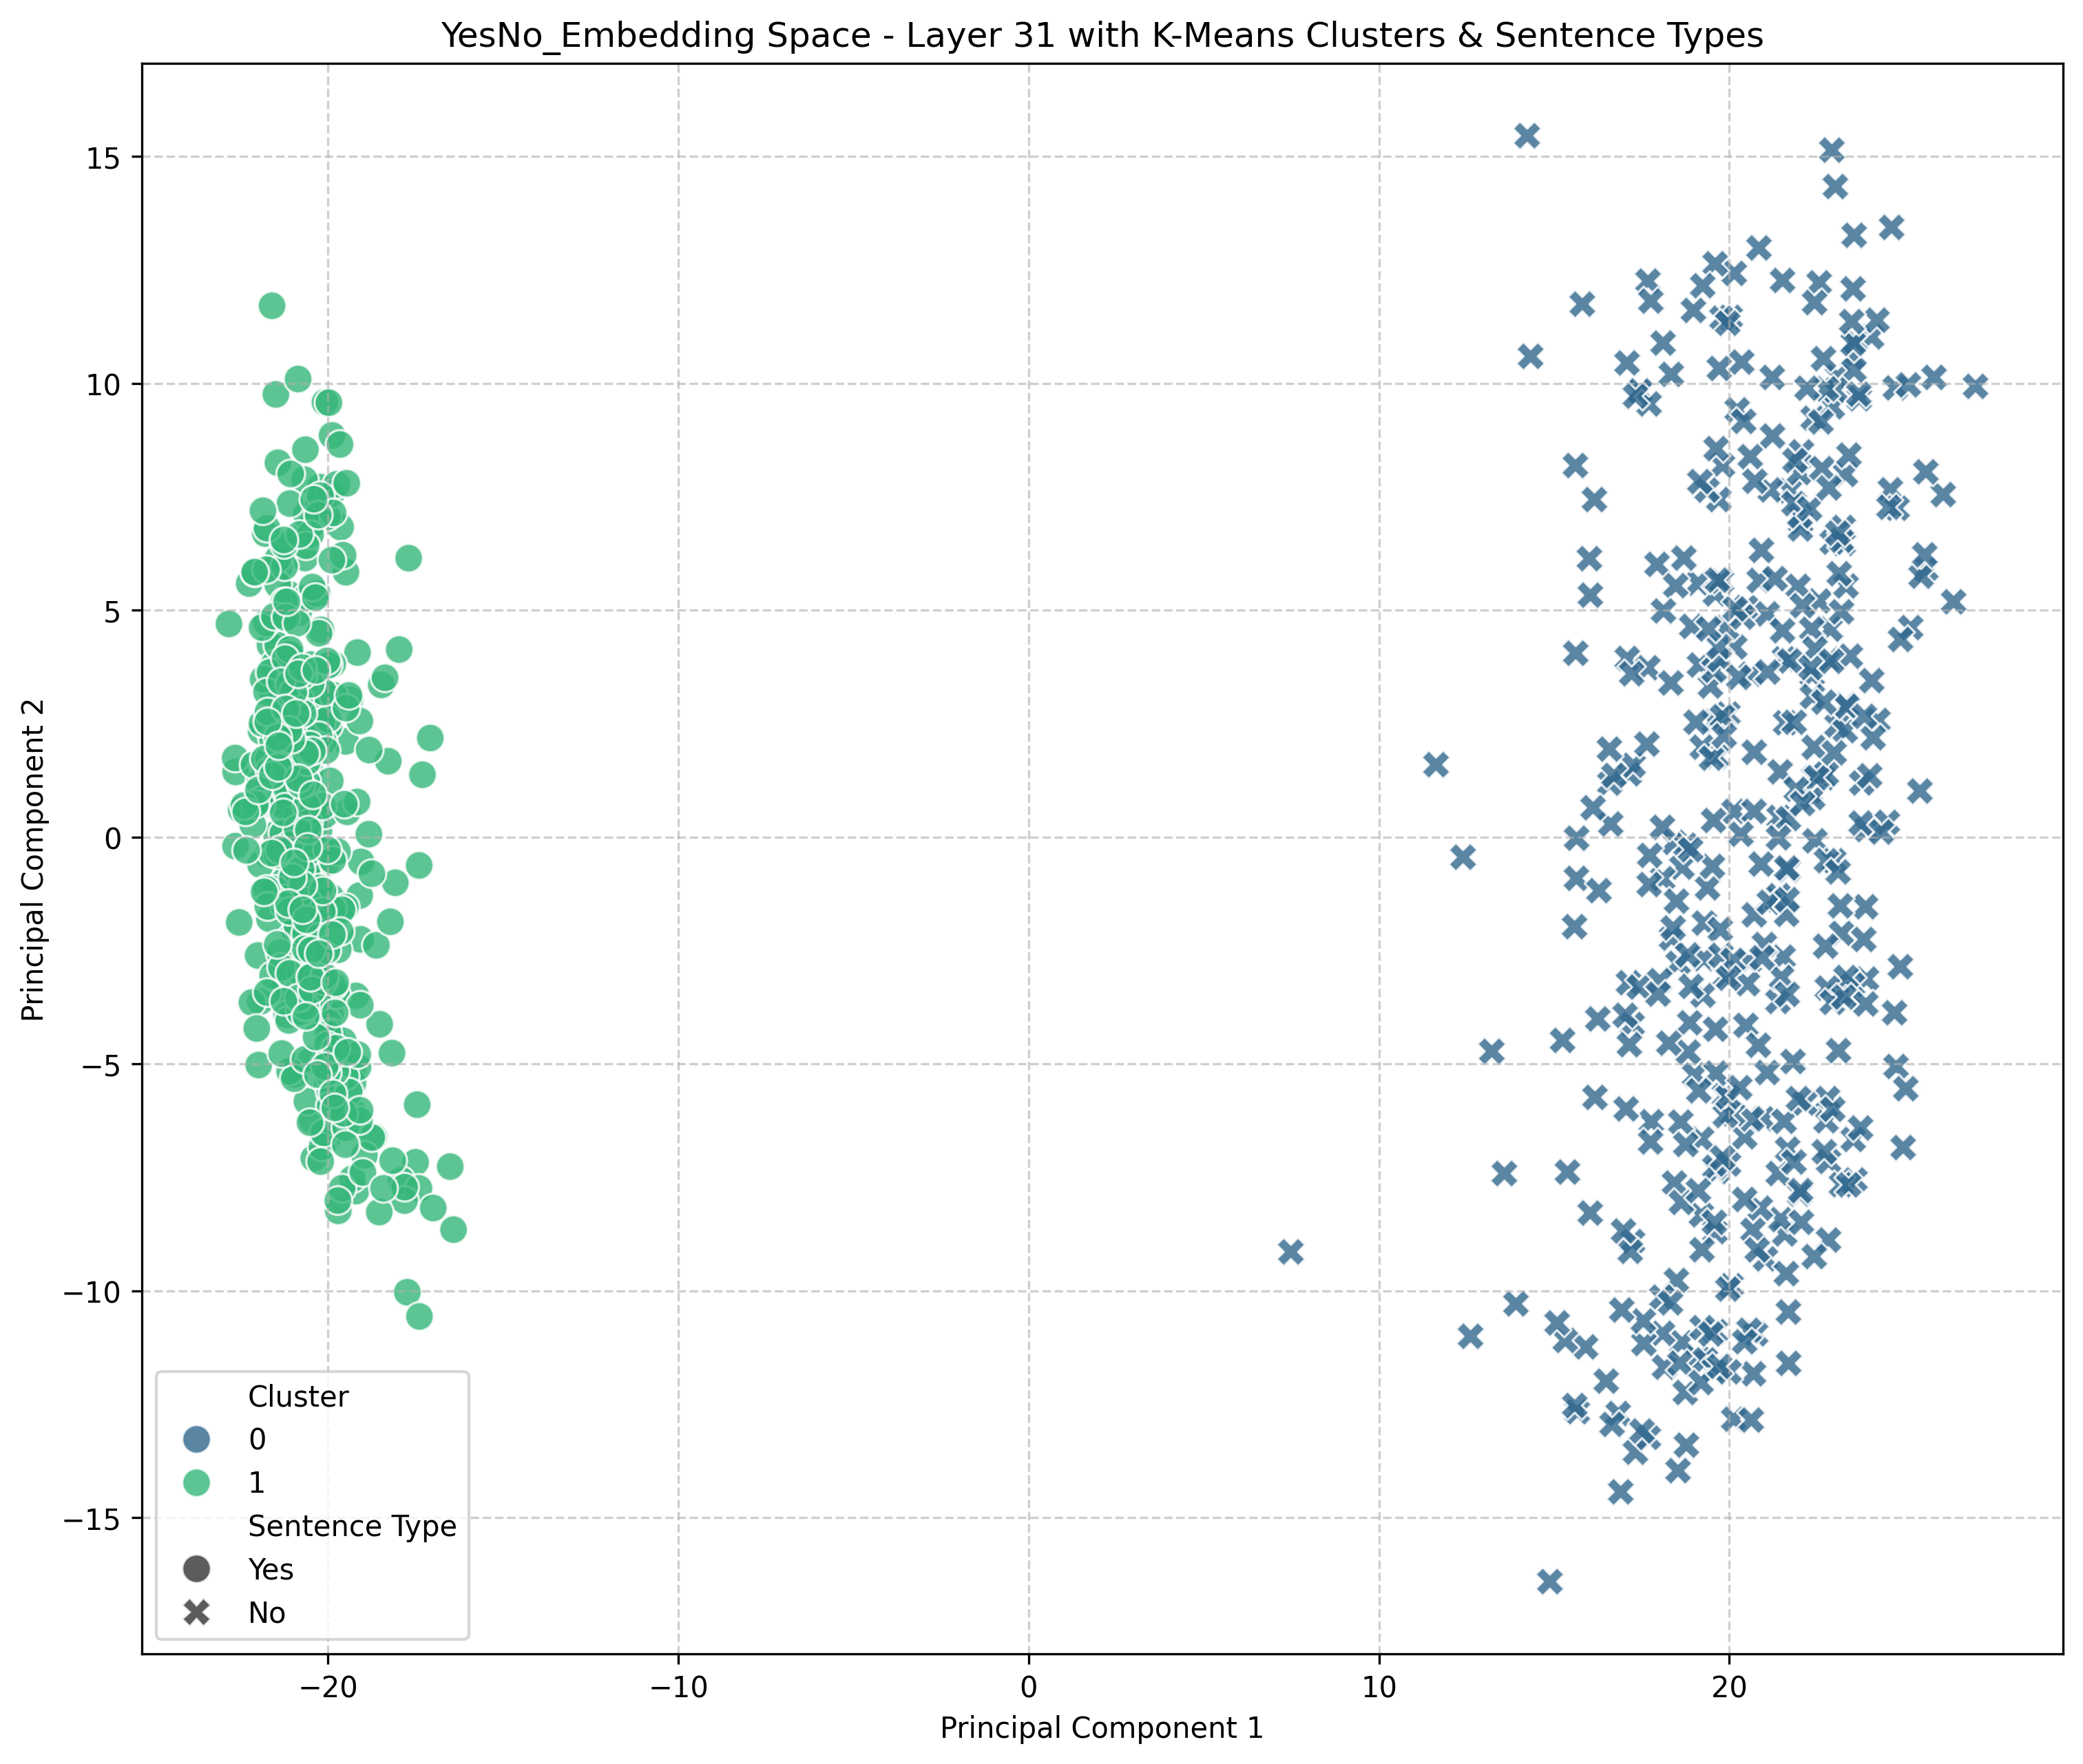 YesNo_Embedding Space - Layer 31 with K-Means Clusters & Sentence Types
15
10
5
0
−5
−10
−15
Principal Component 2
Cluster
0
1
Sentence Type
Yes
No
−20
−10
0
10
20
Principal Component 1